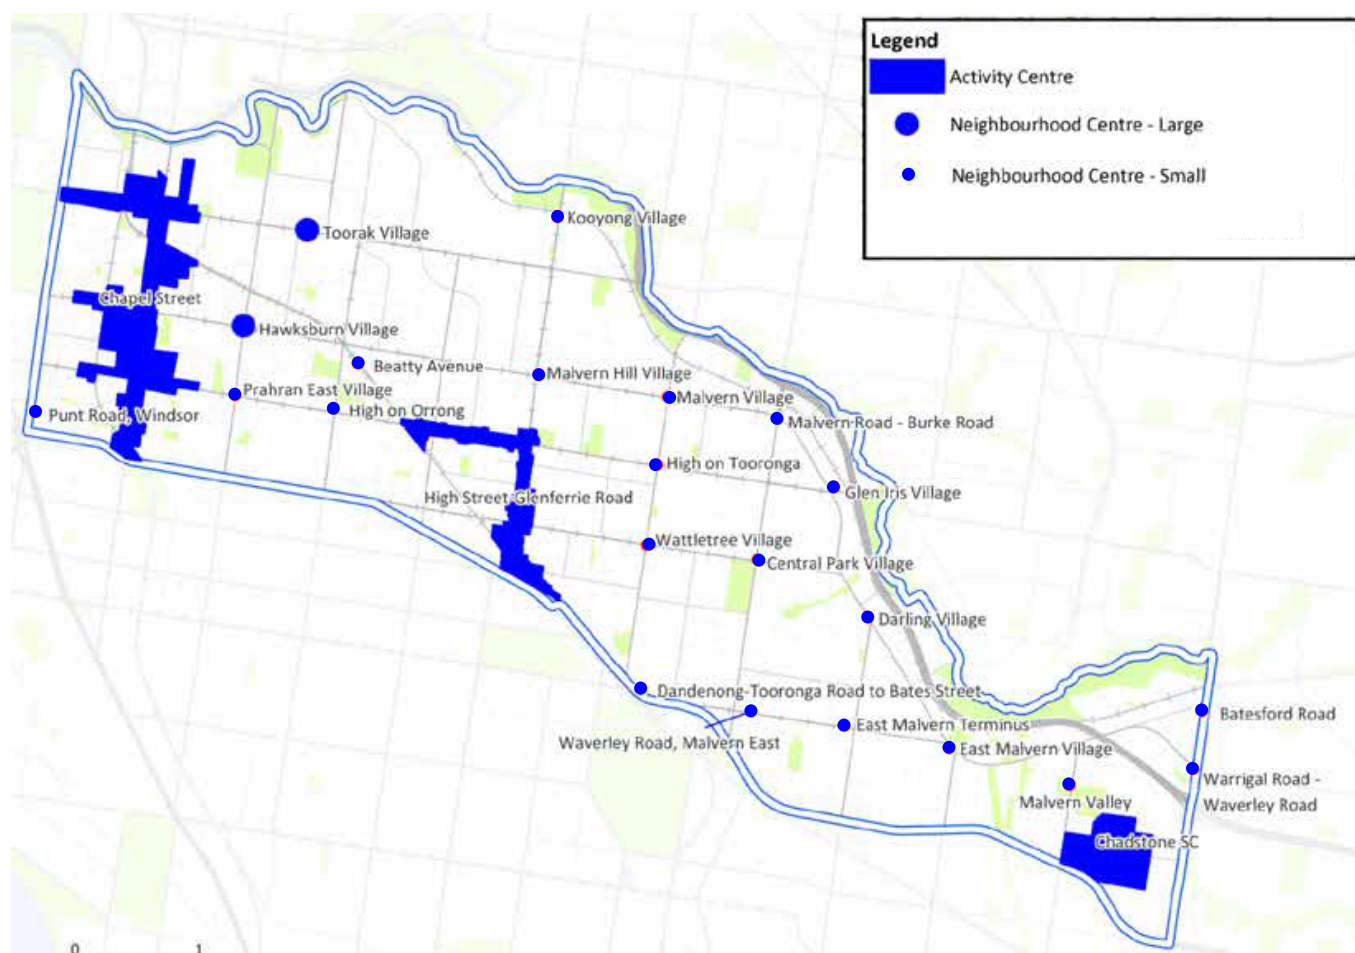 Legend
Activity Centre
Neighbourhood Centre - Large
Neighbourhood Centre - Small
Kooyong Village
Toorak Village
Chapel Street
Hawksburn Village
Beatty Avenue
Malvern Hill Village
Prahran East Village
Malvern Village
Punt Road, Windsor
High on Orrong
Malvern Road - Burke Road
High on Tooronga
High Street-Glenferrie Road
Glen Iris Village
Wattletree Village
Central Park Village
Darling Village
Dandenong-Tooronga Road to Bates Street
Batesford Road
East Malvern Terminus
Waverley Road, Malvern East
East Malvern Village
Warrigal Road -
Waverley Road
Malvern Valley
Chadstone SC
0 1